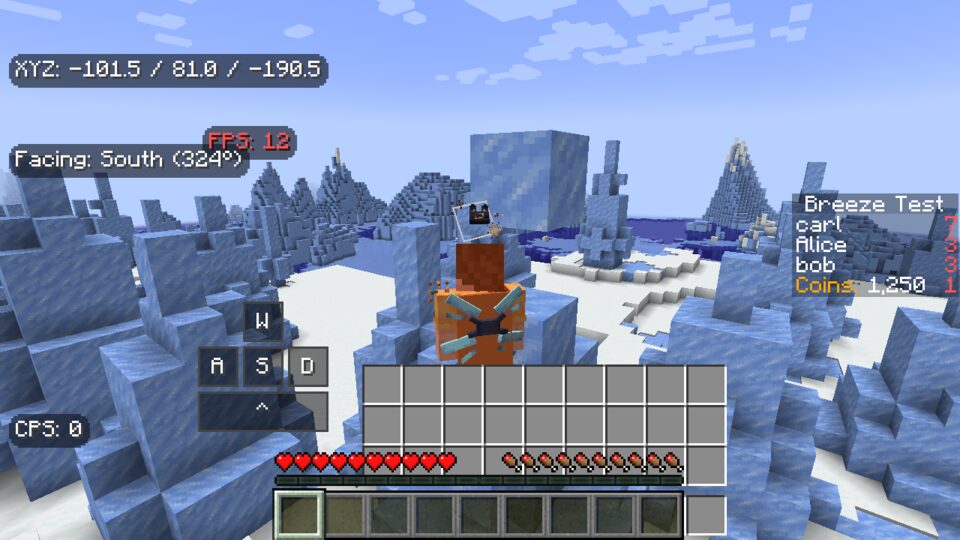 XYZ: -101.5 / 81.0 / -190.5
FPS: 12
Facing: South (324°)
Breeze Test
carl 7
Alice 3
bob 3
Coins: 1,250 1
W
A S D
^
CPS: 0